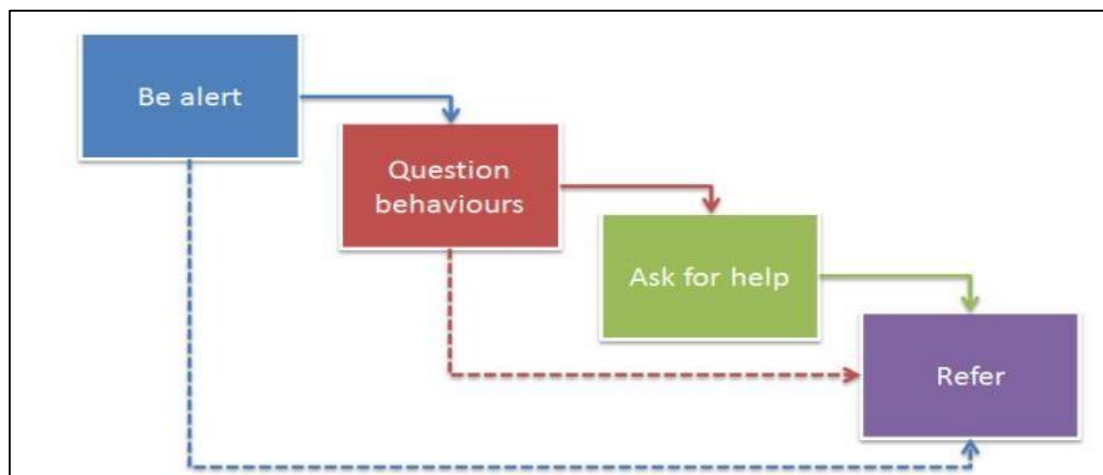 Be alert
Question
behaviours
Ask for help
Refer